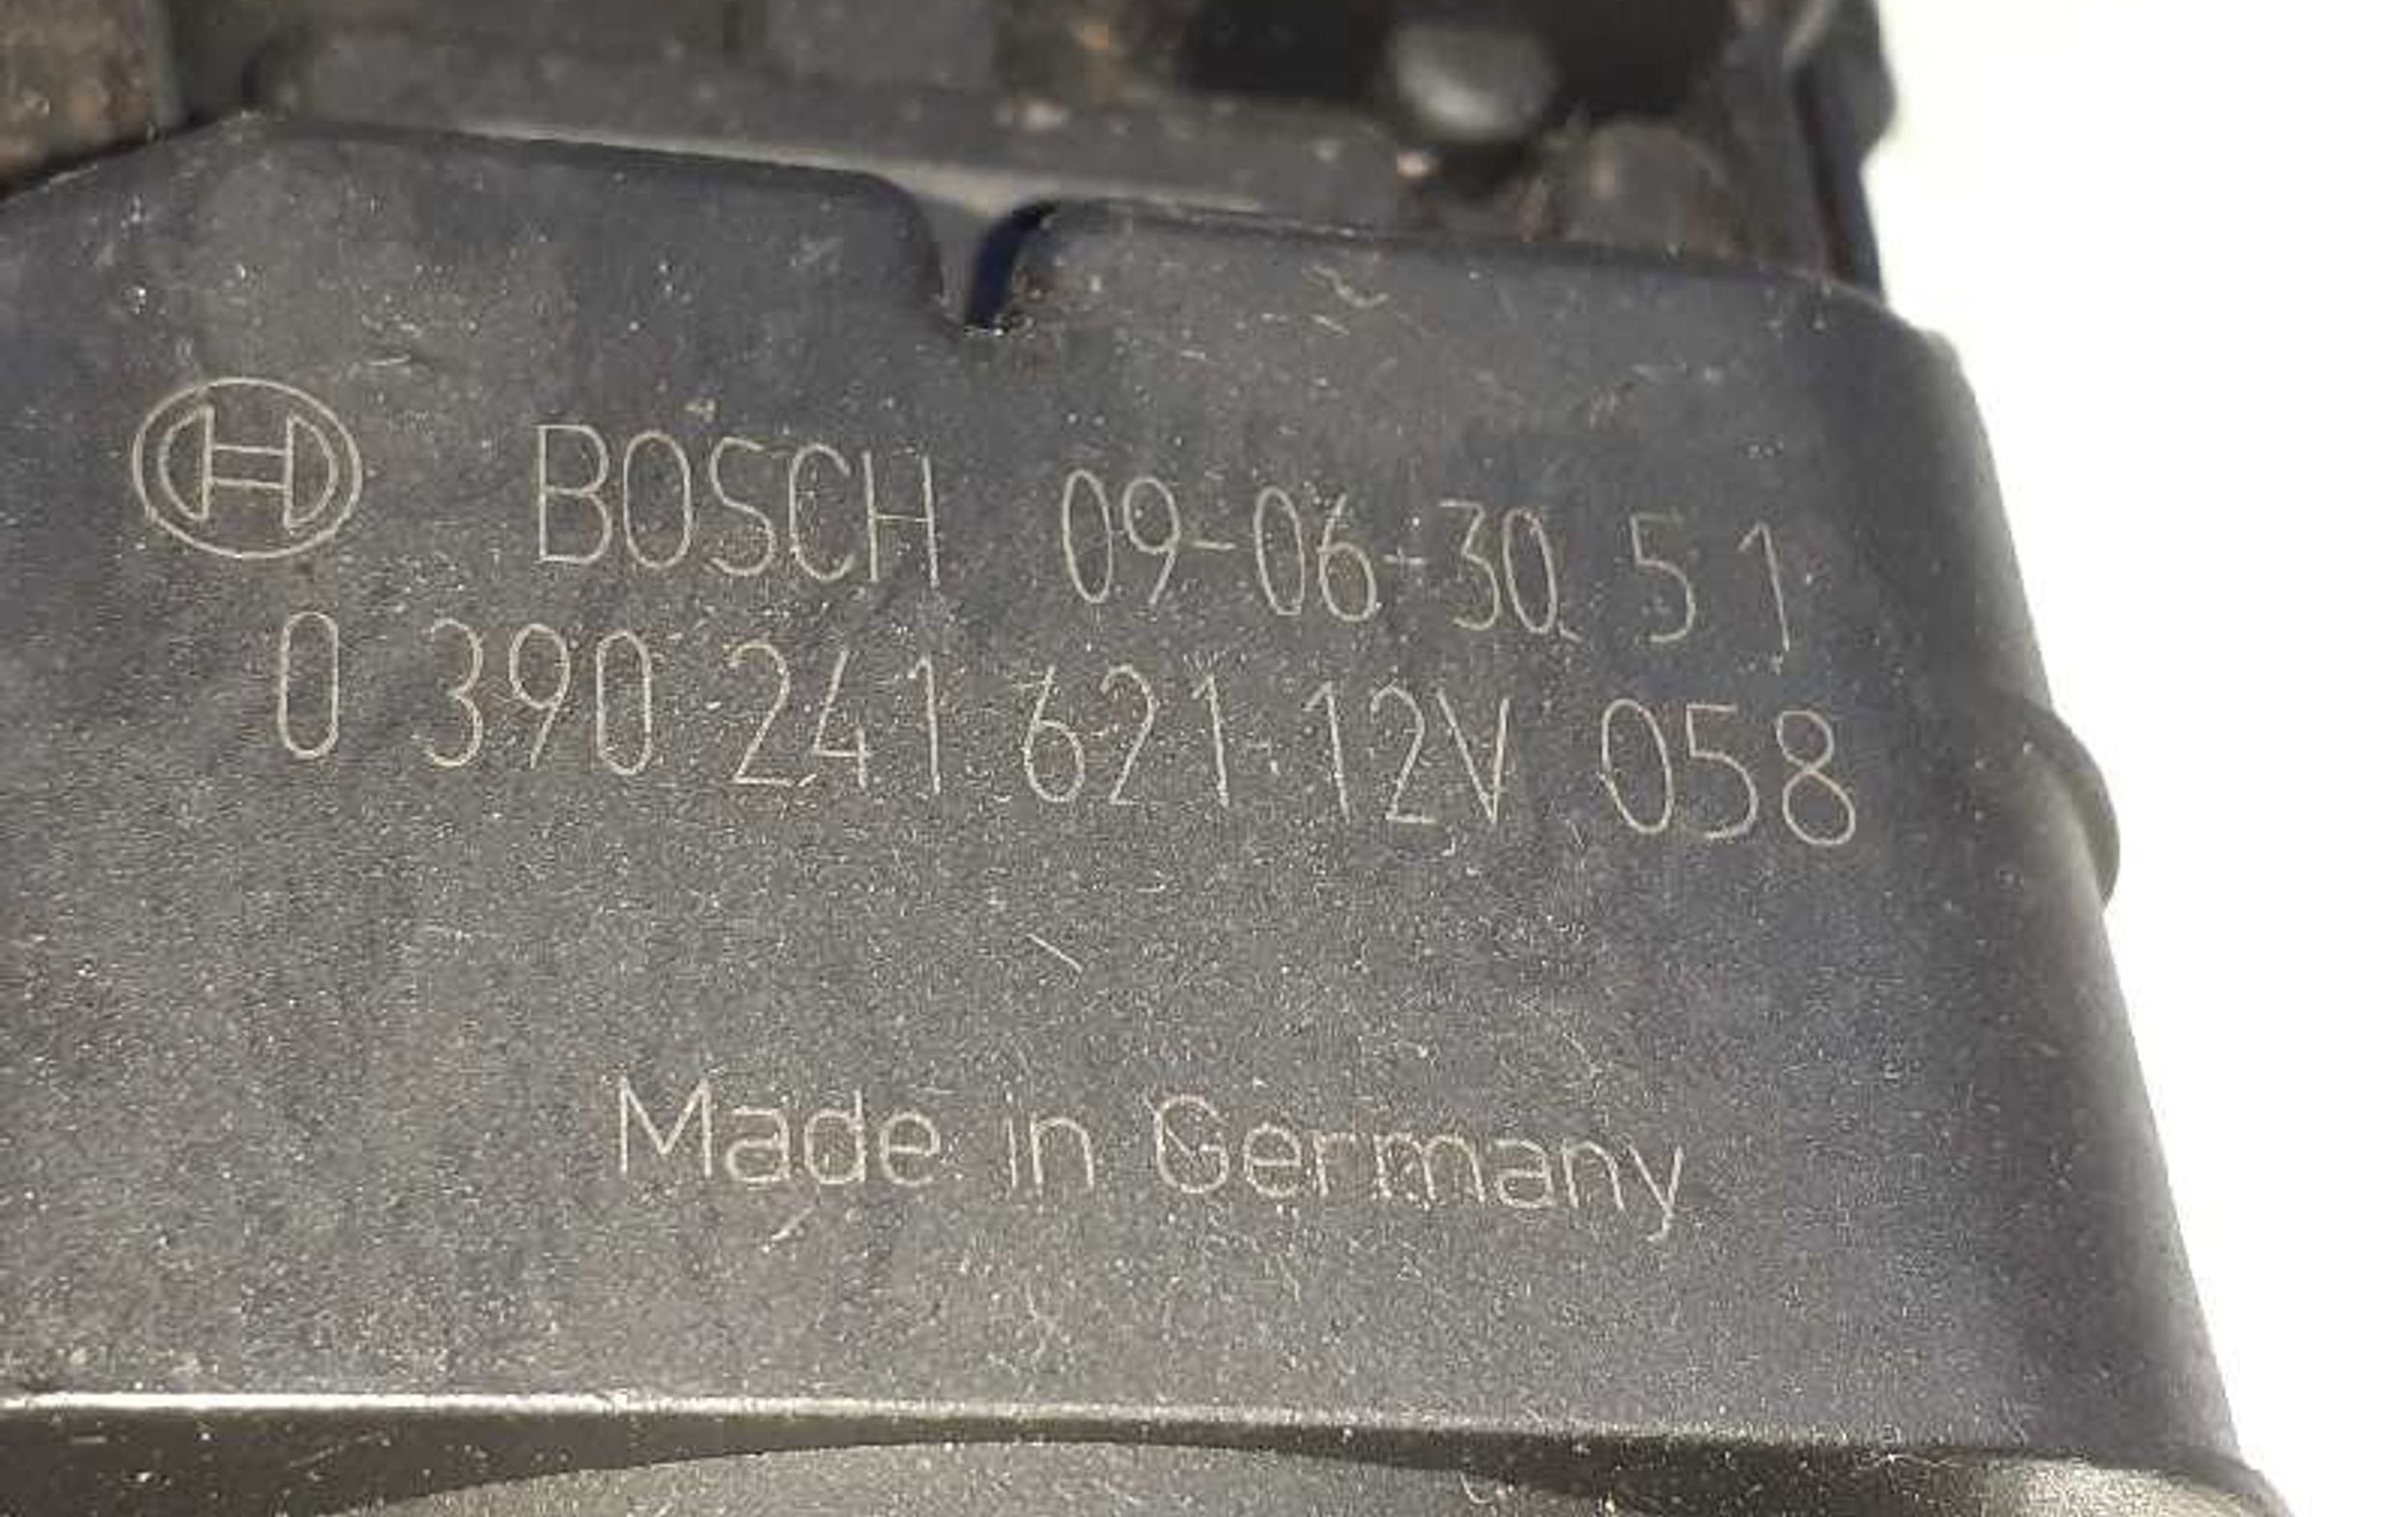 BOSCH 09-06-30 5 1
0 390 241 621 12V 058
Made in Germany